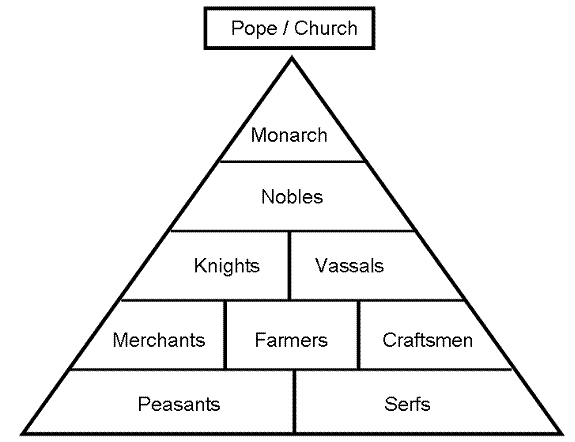 Pope / Church
Monarch
Nobles
Knights
Vassals
Merchants
Farmers
Craftsmen
Peasants
Serfs